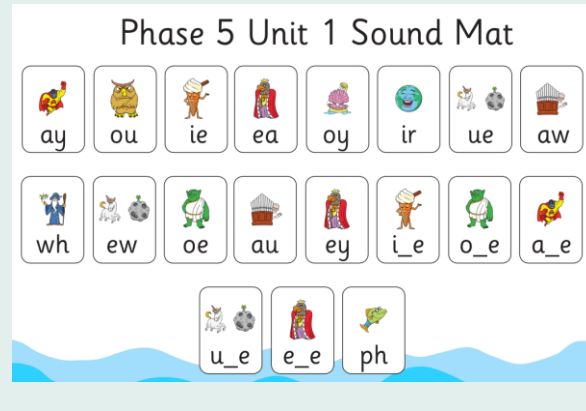 Phase 5 Unit 1 Sound Mat
ay ou ie ea oy ir ue aw
wh ew oe au ey i_e o_e a_e
u_e e_e ph